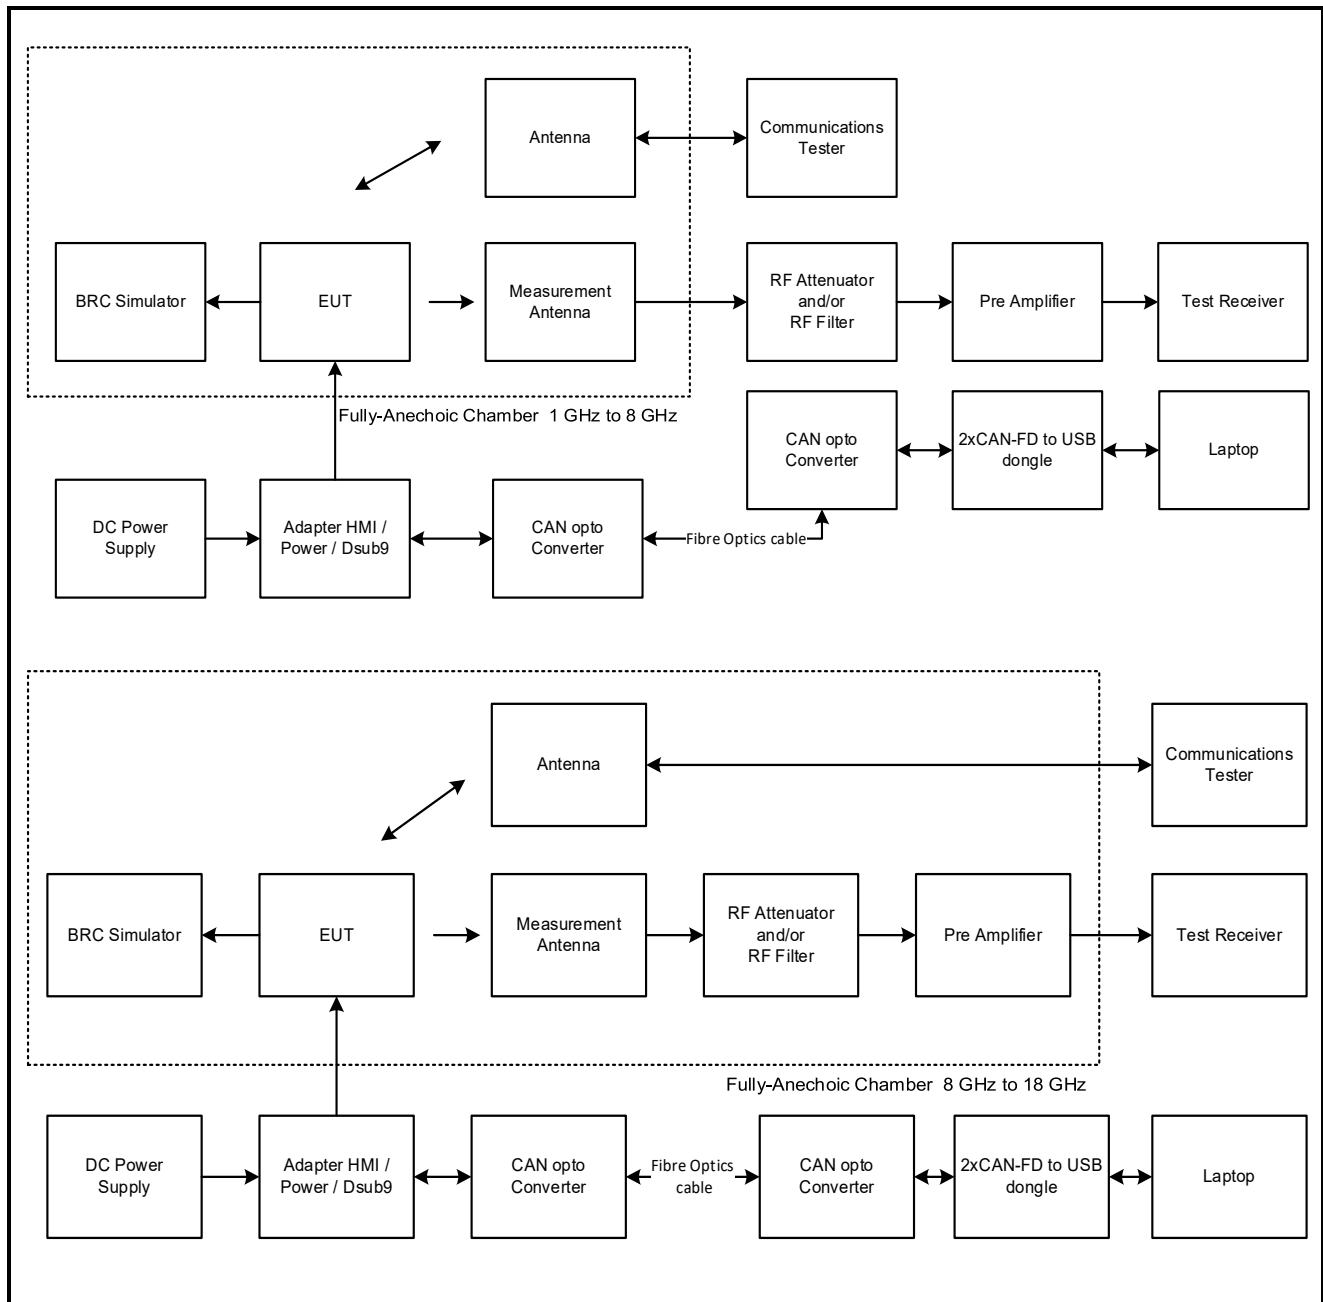 Antenna
Communications
Tester
BRC Simulator
EUT
Measurement
Antenna
RF Attenuator
and/or
RF Filter
Pre Amplifier
Test Receiver
Fully-Anechoic Chamber 1 GHz to 8 GHz
CAN opto
Converter
2xCAN-FD to USB
dongle
Laptop
DC Power
Supply
Adapter HMI /
Power / Dsub9
CAN opto
Converter
Fibre Optics cable
Antenna
Communications
Tester
BRC Simulator
EUT
Measurement
Antenna
RF Attenuator
and/or
RF Filter
Pre Amplifier
Test Receiver
Fully-Anechoic Chamber 8 GHz to 18 GHz
DC Power
Supply
Adapter HMI /
Power / Dsub9
CAN opto
Converter
Fibre Optics
cable
CAN opto
Converter
2xCAN-FD to USB
dongle
Laptop